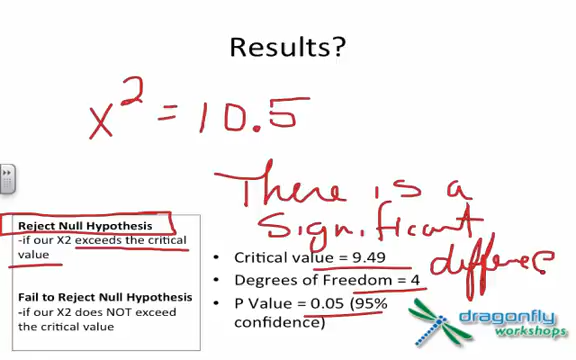 Results?
x² = 10.5
There is a
significant
Reject Null Hypothesis
-if our X2 exceeds the critical
value
Fail to Reject Null Hypothesis
-if our X2 does NOT exceed
the critical value
• Critical value = 9.49
• Degrees of Freedom = 4
• P Value = 0.05 (95%
confidence)
dragonfly
workshops